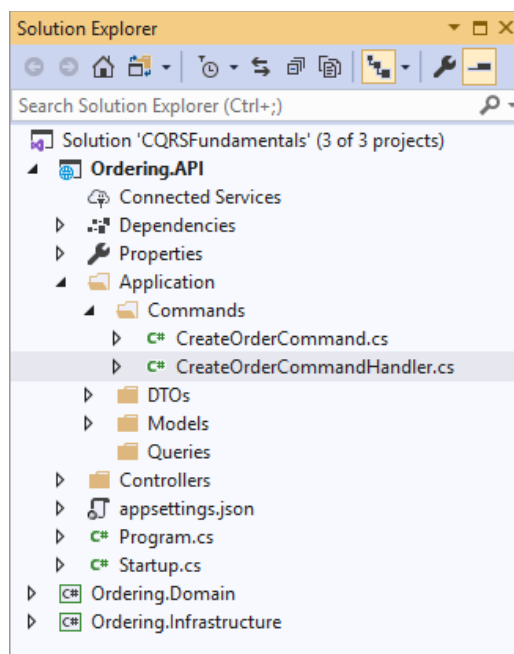 Solution Explorer
Search Solution Explorer (Ctrl+;)
Solution 'CQRSFundamentals' (3 of 3 projects)
Ordering.API
Connected Services
Dependencies
Properties
Application
Commands
C# CreateOrderCommand.cs
C# CreateOrderCommandHandler.cs
DTOs
Models
Queries
Controllers
appsettings.json
C# Program.cs
C# Startup.cs
C# Ordering.Domain
C# Ordering.Infrastructure